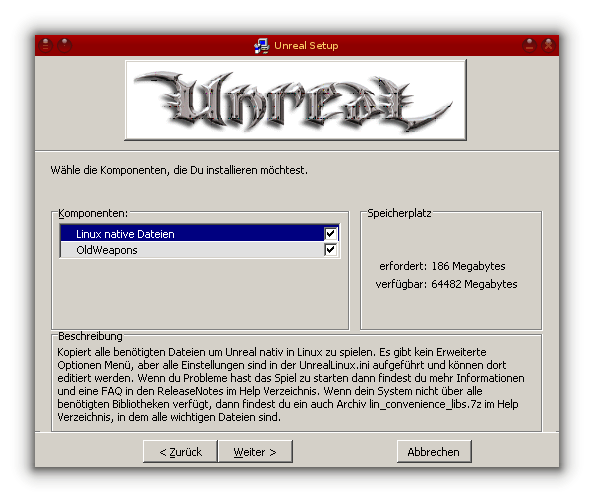 Unreal Setup
Unreal
Wähle die Komponenten, die Du installieren möchtest.
Komponenten:
Linux native Dateien
OldWeapons
Speicherplatz
erfordert: 186 Megabytes
verfügbar: 64482 Megabytes
Beschreibung
Kopiert alle benötigten Dateien um Unreal nativ in Linux zu spielen. Es gibt kein Erweiterte
Optionen Menü, aber alle Einstellungen sind in der UnrealLinux.ini aufgeführt und können dort
editiert werden. Wenn du Probleme hast das Spiel zu starten dann findest du mehr Informationen
und eine FAQ in den ReleaseNotes im Help Verzeichnis. Wenn dein System nicht über alle
benötigten Bibliotheken verfügt, dann findest du ein auch Archiv lin_convenience_libs.7z im Help
Verzeichnis, in dem alle wichtigen Dateien sind.
< Zurück
Weiter >
Abbrechen